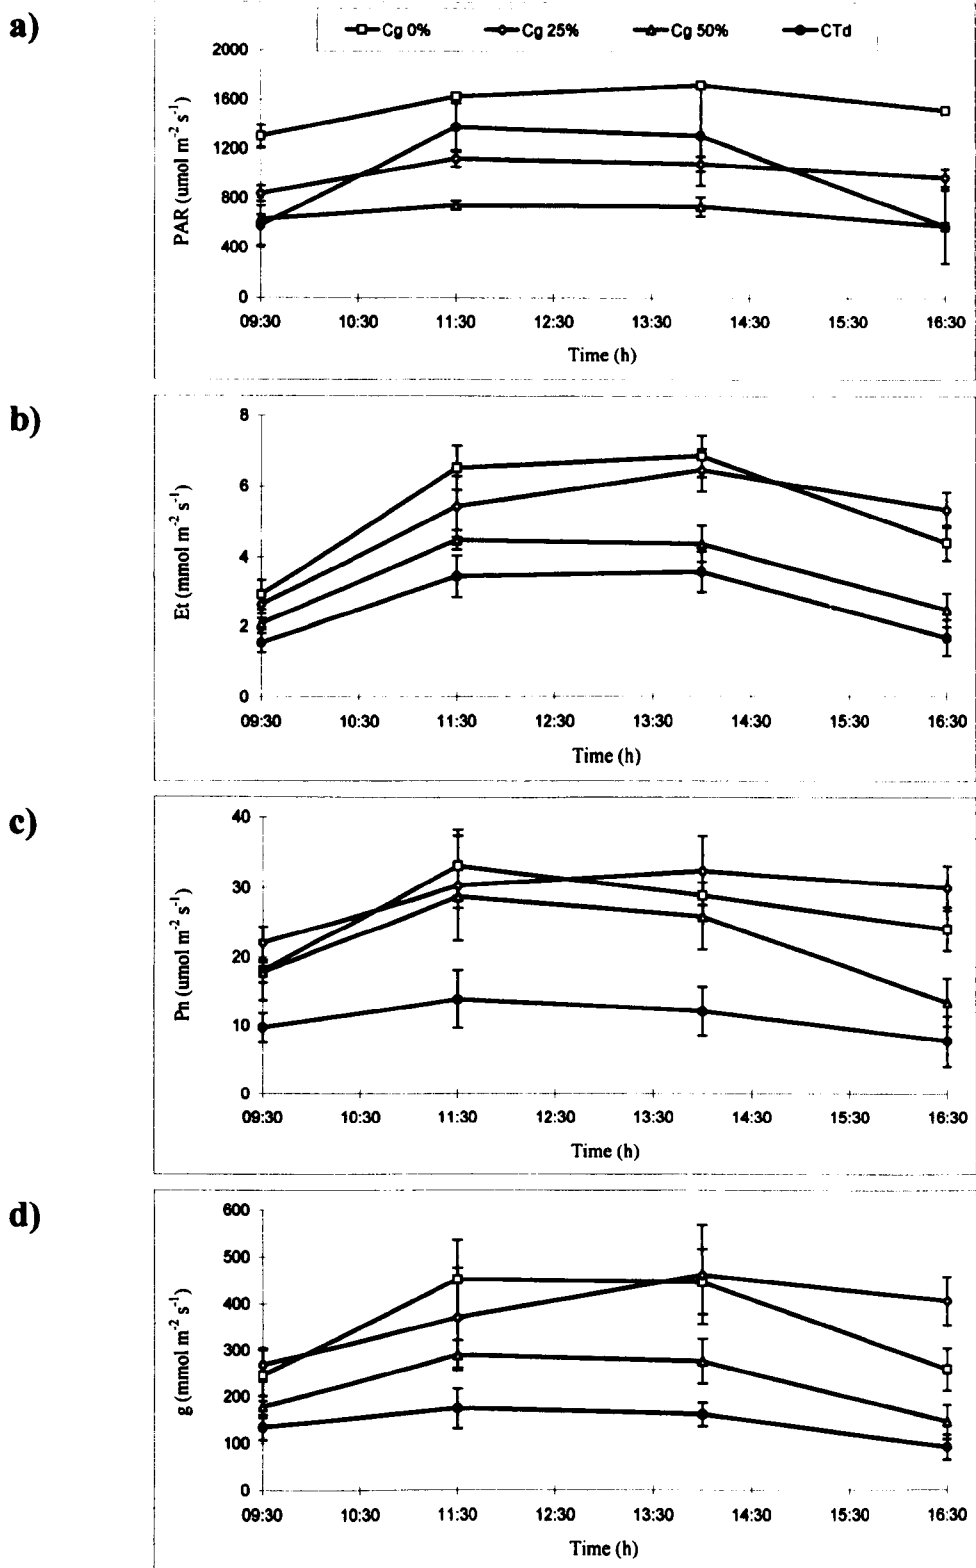 a)
Cg 0% Cg 25% Cg 50% CTd
PAR (umol m⁻² s⁻¹)
2000
1600
1200
800
400
0
09:30 10:30 11:30 12:30 13:30 14:30 15:30 16:30
Time (h)
b)
Et (mmol m⁻² s⁻¹)
8
6
4
2
0
09:30 10:30 11:30 12:30 13:30 14:30 15:30 16:30
Time (h)
c)
Pn (umol m⁻² s⁻¹)
40
30
20
10
0
09:30 10:30 11:30 12:30 13:30 14:30 15:30 16:30
Time (h)
d)
g (mmol m⁻² s⁻¹)
600
500
400
300
200
100
0
09:30 10:30 11:30 12:30 13:30 14:30 15:30 16:30
Time (h)